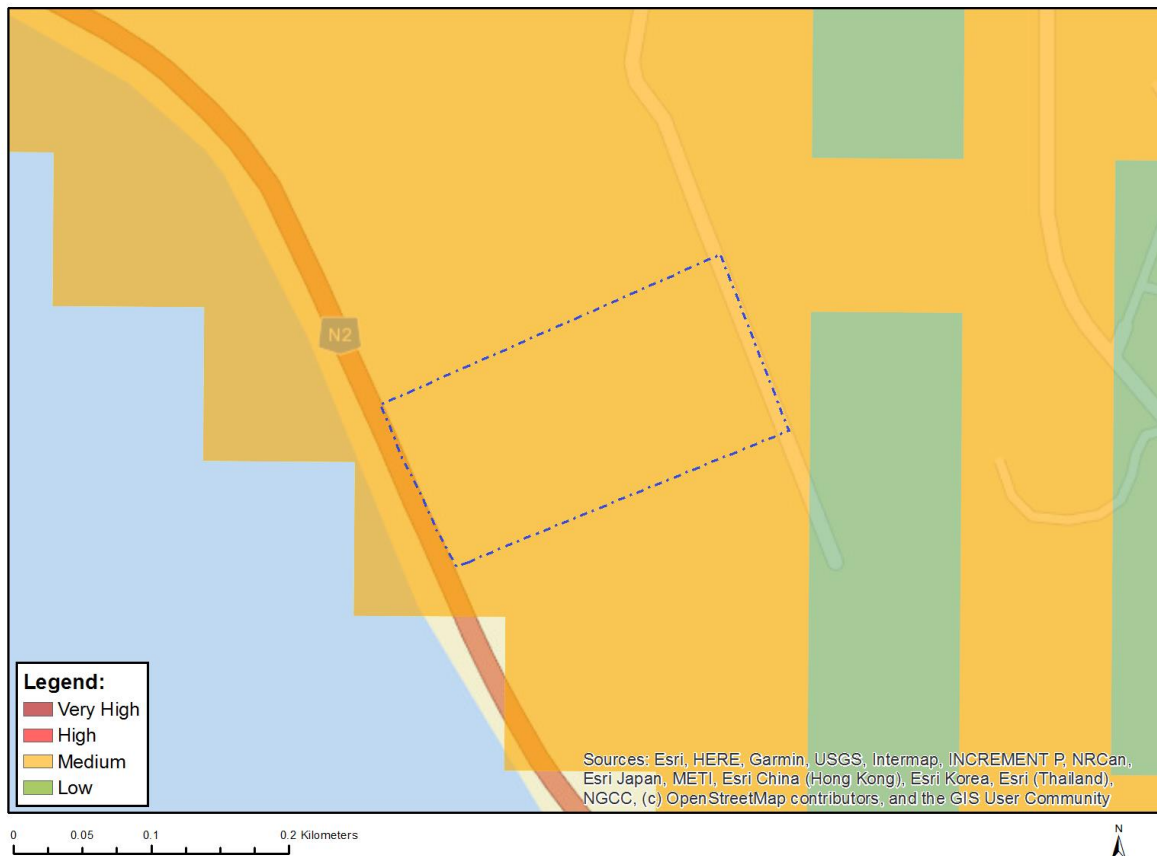 N2
Legend:
Very High
High
Medium
Low
Sources: Esri, HERE, Garmin, USGS, Intermap, INCREMENT P, NRCan,
Esri Japan, METI, Esri China (Hong Kong), Esri Korea, Esri (Thailand),
NGCC, (c) OpenStreetMap contributors, and the GIS User Community
0 0.05 0.1 0.2 Kilometers
N